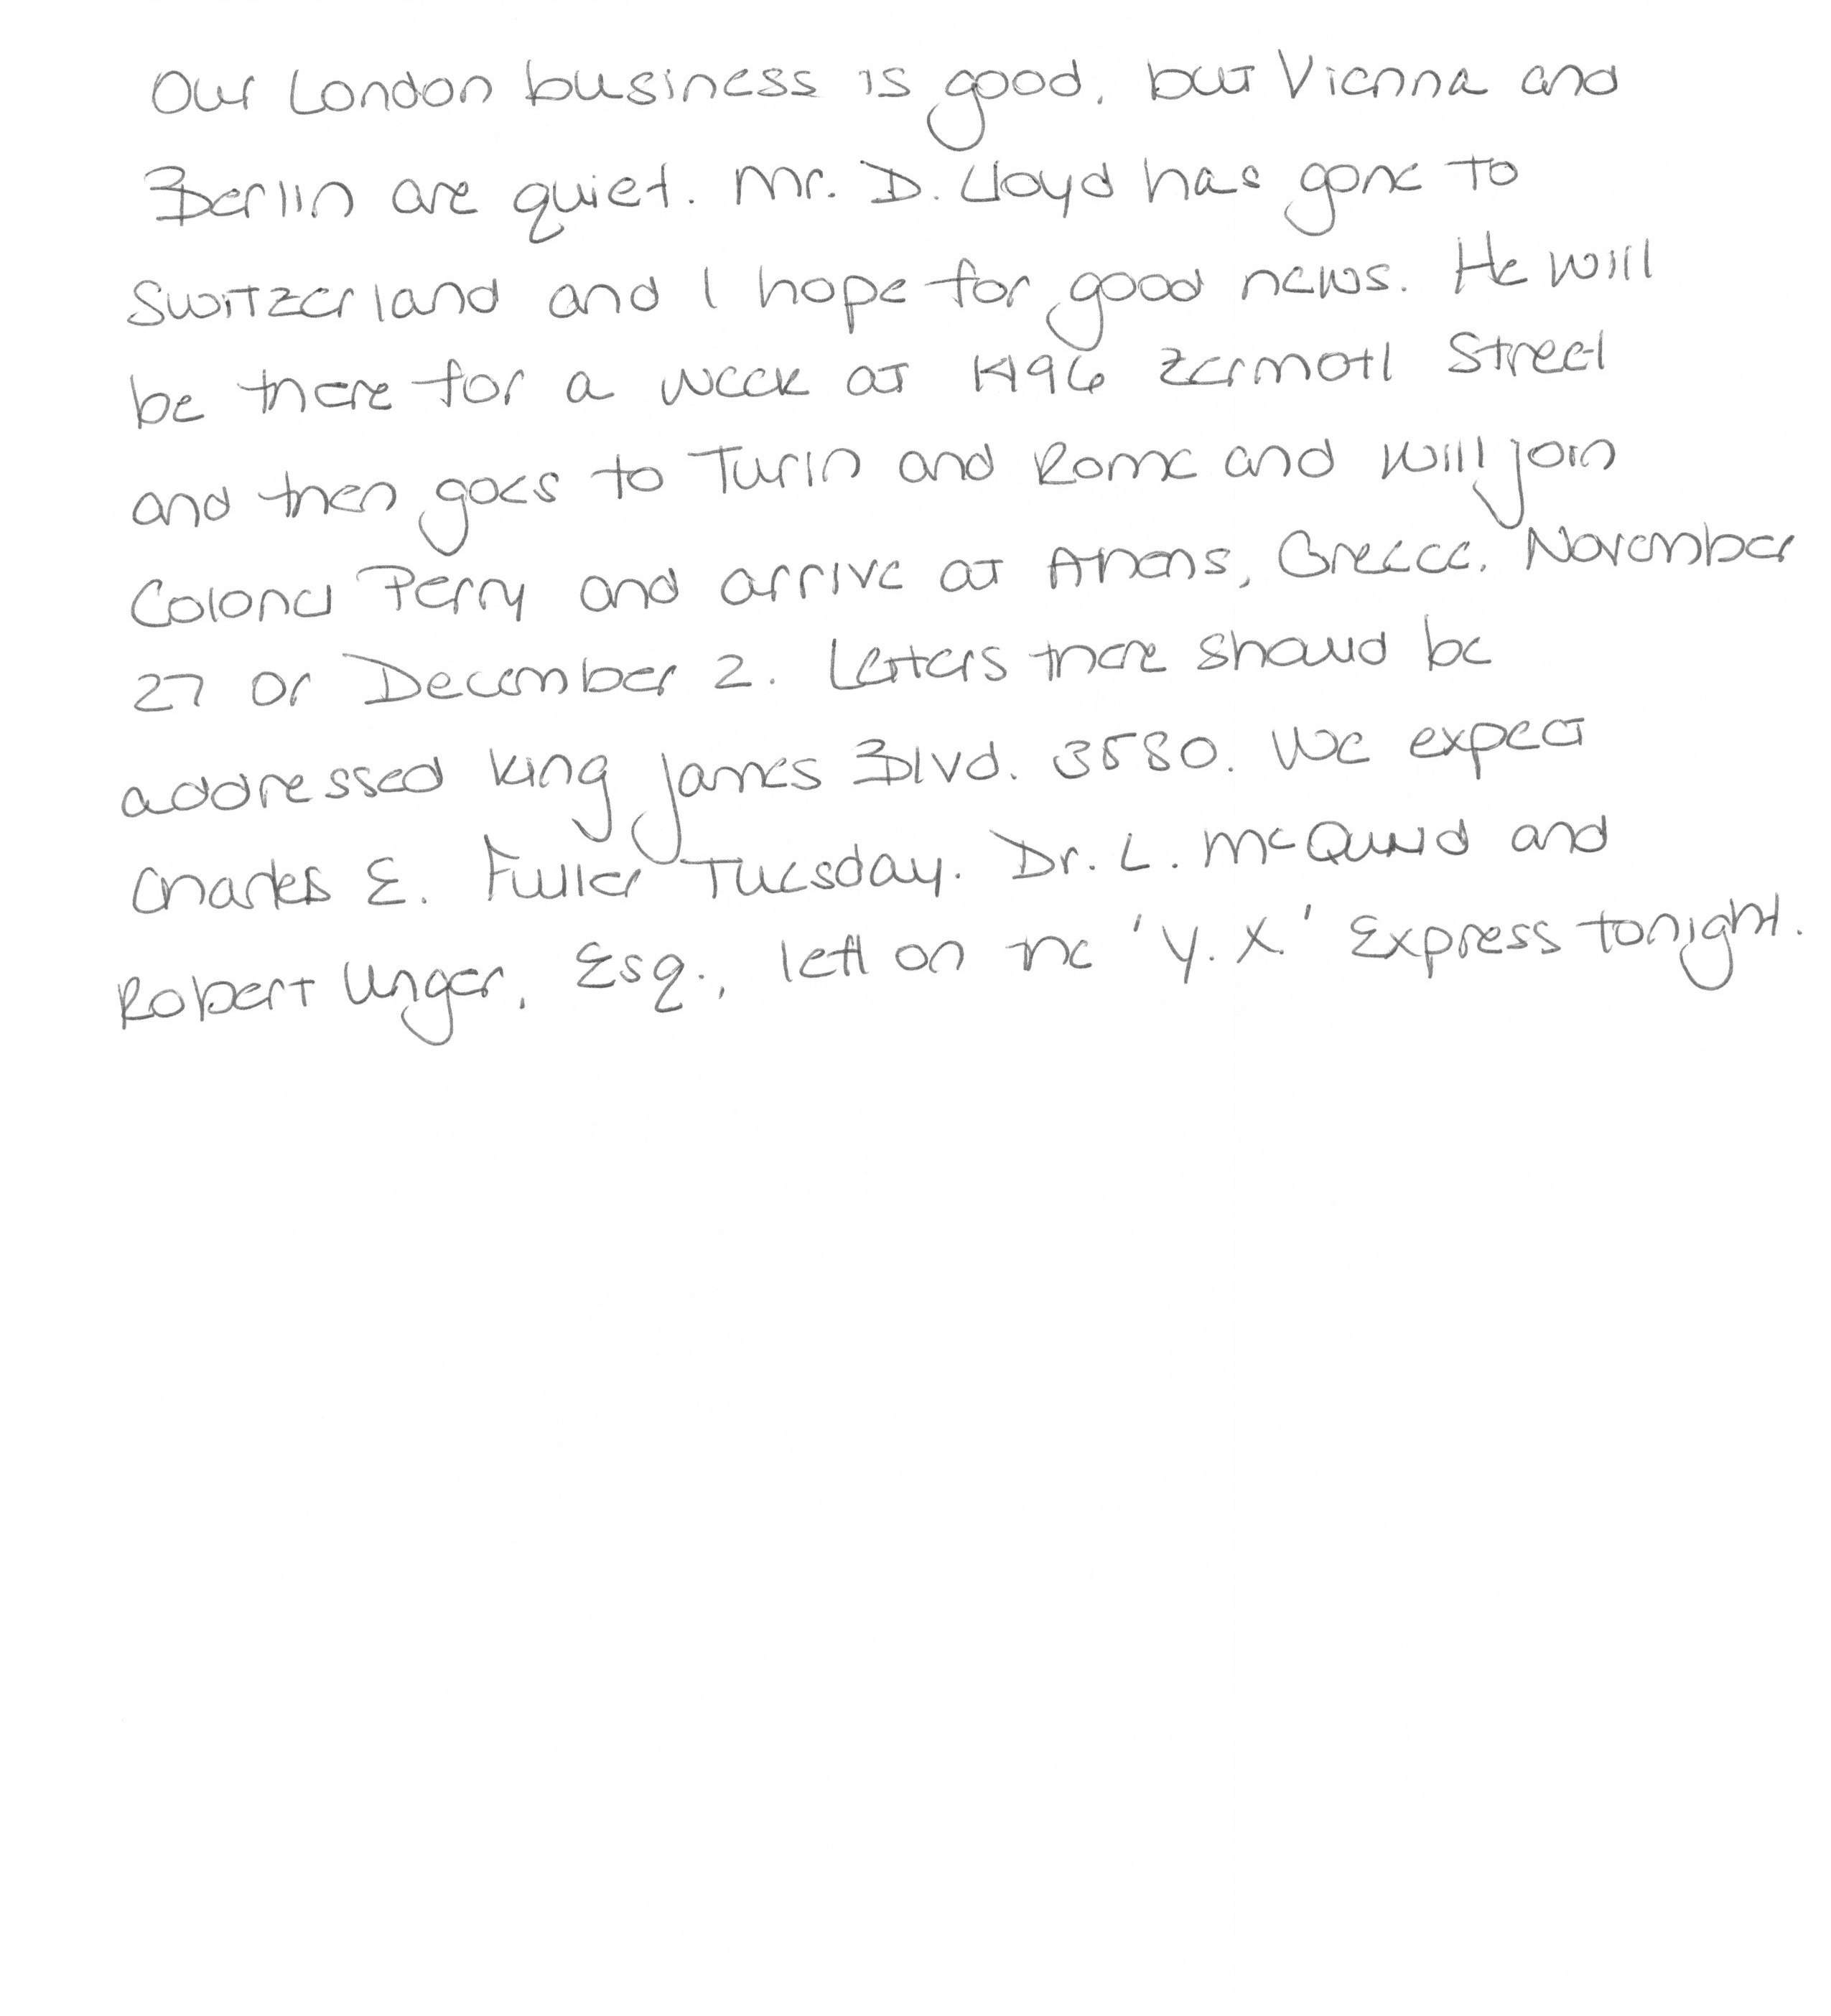 Our London business is good, but Vienna and
Berlin are quiet. Mr. D. Lloyd has gone to
Switzerland and I hope for good news. He will
be there for a week at 1496 Zermott Street
and then goes to Turin and Rome and will join
Colonel Perry and arrive at Athens, Greece, November
27 or December 2. Letters there should be
addressed King James Blvd. 3580. We expect
Charles E. Fuller Tuesday. Dr. L. McQuaid and
Robert Unger, Esq., left on the 'Y.X.' Express tonight.